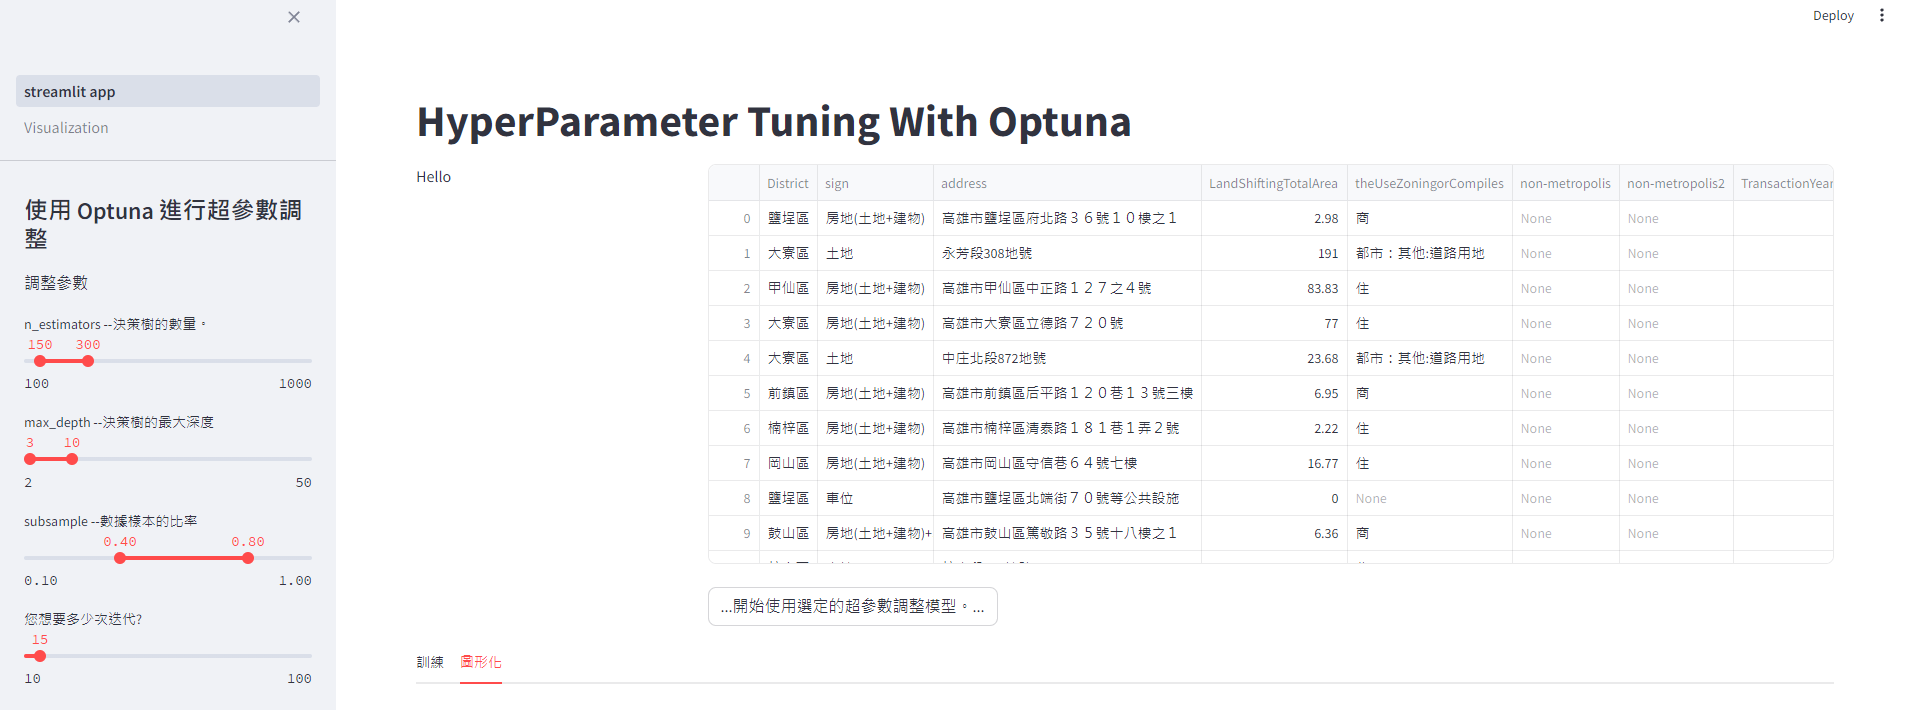 Deploy
streamlit app
Visualization
使用 Optuna 進行超參數調
整
調整參數
n_estimators --決策樹的數量。
150 300
100 1000
max_depth --決策樹的最大深度
3 10
2 50
subsample --數據樣本的比率
0.40 0.80
0.10 1.00
您想要多少次迭代?
15
10 100
HyperParameter Tuning With Optuna
Hello
District sign address LandShiftingTotalArea theUseZoningorCompiles non-metropolis non-metropolis2 TransactionYear
0 鹽埕區 房地(土地+建物) 高雄市鹽埕區府北路３６號１０樓之１ 2.98 商 None None
1 大寮區 土地 永芳段308地號 191 都市：其他:道路用地 None None
2 甲仙區 房地(土地+建物) 高雄市甲仙區中正路１２７之４號 83.83 住 None None
3 大寮區 房地(土地+建物) 高雄市大寮區立德路７２０號 77 住 None None
4 大寮區 土地 中庄北段872地號 23.68 都市：其他:道路用地 None None
5 前鎮區 房地(土地+建物) 高雄市前鎮區后平路１２０巷１３號三樓 6.95 商 None None
6 楠梓區 房地(土地+建物) 高雄市楠梓區清泰路１８１巷１弄２號 2.22 住 None None
7 岡山區 房地(土地+建物) 高雄市岡山區守信巷６４號七樓 16.77 住 None None
8 鹽埕區 車位 高雄市鹽埕區北端街７０號等公共設施 0 None None None
9 鼓山區 房地(土地+建物)+ 高雄市鼓山區篤敬路３５號十八樓之１ 6.36 商 None None
...開始使用選定的超參數調整模型。...
訓練 圖形化